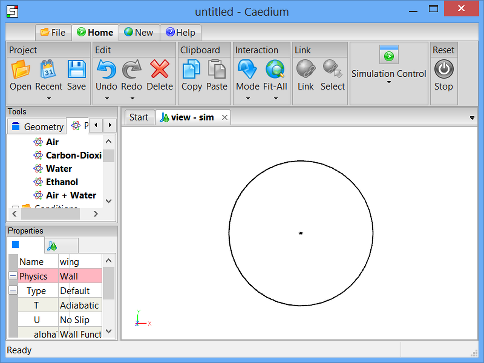 untitled - Caedium
File Home New Help
Project Edit Clipboard Interaction Link Reset
Open Recent Save Undo Redo Delete Copy Paste Mode Fit-All Link Select Simulation Control Stop
Tools
Geometry
Start view - sim
Air
Carbon-Dioxi
Water
Ethanol
Air + Water
Conditions
Properties
Name wing
Physics Wall
Type Default
T Adiabatic
U No Slip
alpha Wall Funct
Y
X
Ready